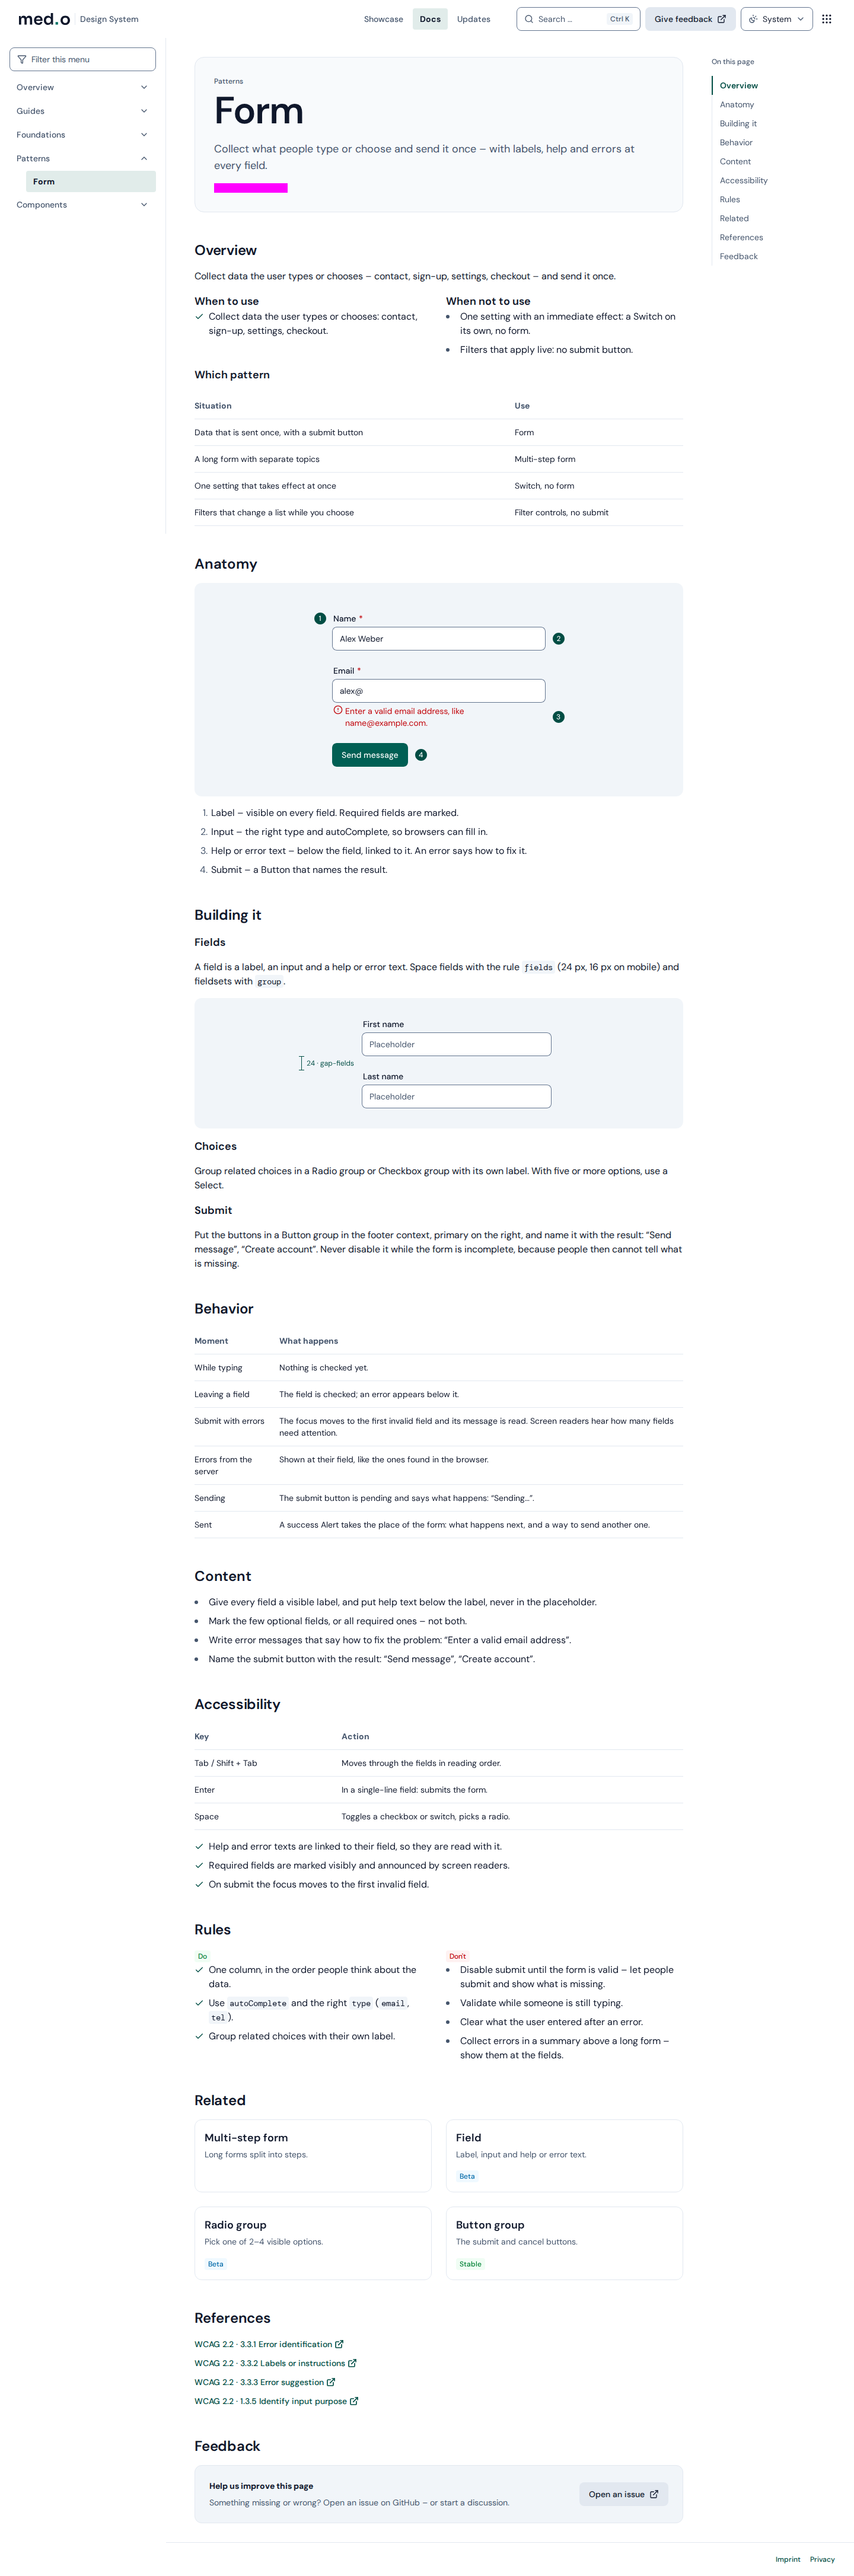 med.o Design System
Showcase Docs Updates
Search ... Ctrl K
Give feedback
System
Filter this menu
Overview
Guides
Foundations
Patterns
Form
Components
Patterns
Form
Collect what people type or choose and send it once – with labels, help and errors at
every field.
On this page
Overview
Anatomy
Building it
Behavior
Content
Accessibility
Rules
Related
References
Feedback
Overview
Collect data the user types or chooses – contact, sign-up, settings, checkout – and send it once.
When to use
Collect data the user types or chooses: contact,
sign-up, settings, checkout.
When not to use
One setting with an immediate effect: a Switch on
its own, no form.
Filters that apply live: no submit button.
Which pattern
Situation Use
Data that is sent once, with a submit button Form
A long form with separate topics Multi-step form
One setting that takes effect at once Switch, no form
Filters that change a list while you choose Filter controls, no submit
Anatomy
1 Name *
Alex Weber 2
Email *
alex@
Enter a valid email address, like
name@example.com. 3
Send message 4
1. Label – visible on every field. Required fields are marked.
2. Input – the right type and autoComplete, so browsers can fill in.
3. Help or error text – below the field, linked to it. An error says how to fix it.
4. Submit – a Button that names the result.
Building it
Fields
A field is a label, an input and a help or error text. Space fields with the rule fields (24 px, 16 px on mobile) and
fieldsets with group.
First name
Placeholder
24 · gap-fields
Last name
Placeholder
Choices
Group related choices in a Radio group or Checkbox group with its own label. With five or more options, use a
Select.
Submit
Put the buttons in a Button group in the footer context, primary on the right, and name it with the result: “Send
message”, “Create account”. Never disable it while the form is incomplete, because people then cannot tell what
is missing.
Behavior
Moment What happens
While typing Nothing is checked yet.
Leaving a field The field is checked; an error appears below it.
Submit with errors The focus moves to the first invalid field and its message is read. Screen readers hear how many fields
need attention.
Errors from the Shown at their field, like the ones found in the browser.
server
Sending The submit button is pending and says what happens: “Sending…”.
Sent A success Alert takes the place of the form: what happens next, and a way to send another one.
Content
Give every field a visible label, and put help text below the label, never in the placeholder.
Mark the few optional fields, or all required ones – not both.
Write error messages that say how to fix the problem: “Enter a valid email address”.
Name the submit button with the result: “Send message”, “Create account”.
Accessibility
Key Action
Tab / Shift + Tab Moves through the fields in reading order.
Enter In a single-line field: submits the form.
Space Toggles a checkbox or switch, picks a radio.
Help and error texts are linked to their field, so they are read with it.
Required fields are marked visibly and announced by screen readers.
On submit the focus moves to the first invalid field.
Rules
Do
One column, in the order people think about the
data.
Use autoComplete and the right type (email,
tel).
Group related choices with their own label.
Don't
Disable submit until the form is valid – let people
submit and show what is missing.
Validate while someone is still typing.
Clear what the user entered after an error.
Collect errors in a summary above a long form –
show them at the fields.
Related
Multi-step form
Long forms split into steps.
Field
Label, input and help or error text.
Beta
Radio group
Pick one of 2–4 visible options.
Beta
Button group
The submit and cancel buttons.
Stable
References
WCAG 2.2 · 3.3.1 Error identification
WCAG 2.2 · 3.3.2 Labels or instructions
WCAG 2.2 · 3.3.3 Error suggestion
WCAG 2.2 · 1.3.5 Identify input purpose
Feedback
Help us improve this page
Something missing or wrong? Open an issue on GitHub – or start a discussion.
Open an issue
Imprint Privacy